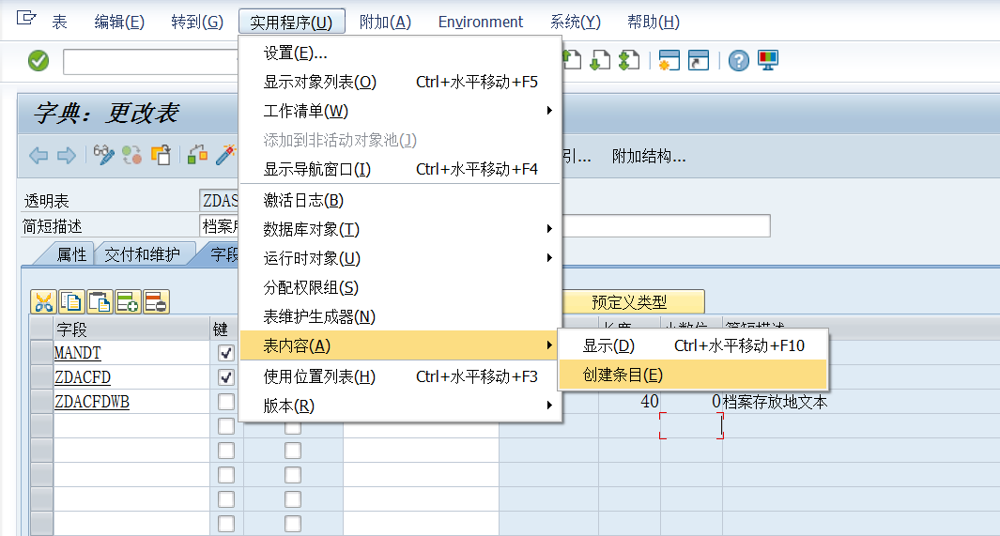 表 编辑(E) 转到(G) 实用程序(U) 附加(A) Environment 系统(Y) 帮助(H)
设置(E)...
显示对象列表(O) Ctrl+水平移动+F5
工作清单(W)
添加到非活动对象池(J)
显示导航窗口(I) Ctrl+水平移动+F4
激活日志(B)
数据库对象(T)
运行时对象(U)
分配权限组(S)
表维护生成器(N)
表内容(A)
使用位置列表(H) Ctrl+水平移动+F3
版本(R)
显示(D) Ctrl+水平移动+F10
创建条目(E)
字典：更改表
引... 附加结构...
透明表 ZDAS
简短描述 档案
属性 交付和维护 字段
预定义类型
字段 键 长度 小数位 简短描述
MANDT
ZDACFD
ZDACFDWB 40 0 档案存放地文本